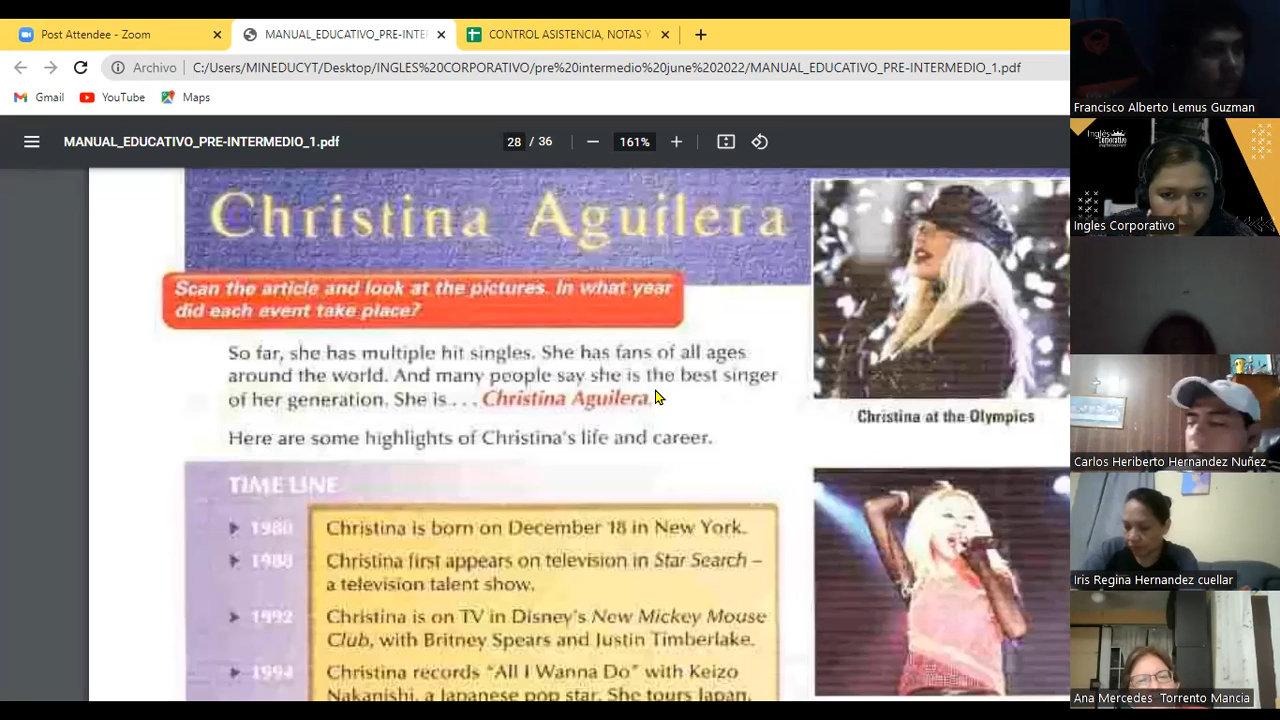 Post Attendee - Zoom
MANUAL_EDUCATIVO_PRE-INTE
CONTROL ASISTENCIA, NOTAS Y
Archivo
C:/Users/MINEDUCYT/Desktop/INGLES%20CORPORATIVO/pre%20intermedio%20june%202022/MANUAL_EDUCATIVO_PRE-INTERMEDIO_1.pdf
Gmail
YouTube
Maps
MANUAL_EDUCATIVO_PRE-INTERMEDIO_1.pdf
28 / 36
161%
Christina Aguilera
Scan the article and look at the pictures. In what year
did each event take place?
So far, she has multiple hit singles. She has fans of all ages
around the world. And many people say she is the best singer
of her generation. She is . . . Christina Aguilera.
Here are some highlights of Christina's life and career.
Christina at the Olympics
TIME LINE
1980 Christina is born on December 18 in New York.
1988 Christina first appears on television in Star Search –
a television talent show.
1992 Christina is on TV in Disney's New Mickey Mouse
Club, with Britney Spears and Justin Timberlake.
1994 Christina records "All I Wanna Do" with Keizo
Nakanishi, a Japanese pop star. She tours Japan.
Francisco Alberto Lemus Guzman
Inglés
Corporativo
Ingles Corporativo
Carlos Heriberto Hernandez Nuñez
Iris Regina Hernandez cuellar
Ana Mercedes Torrento Mancia